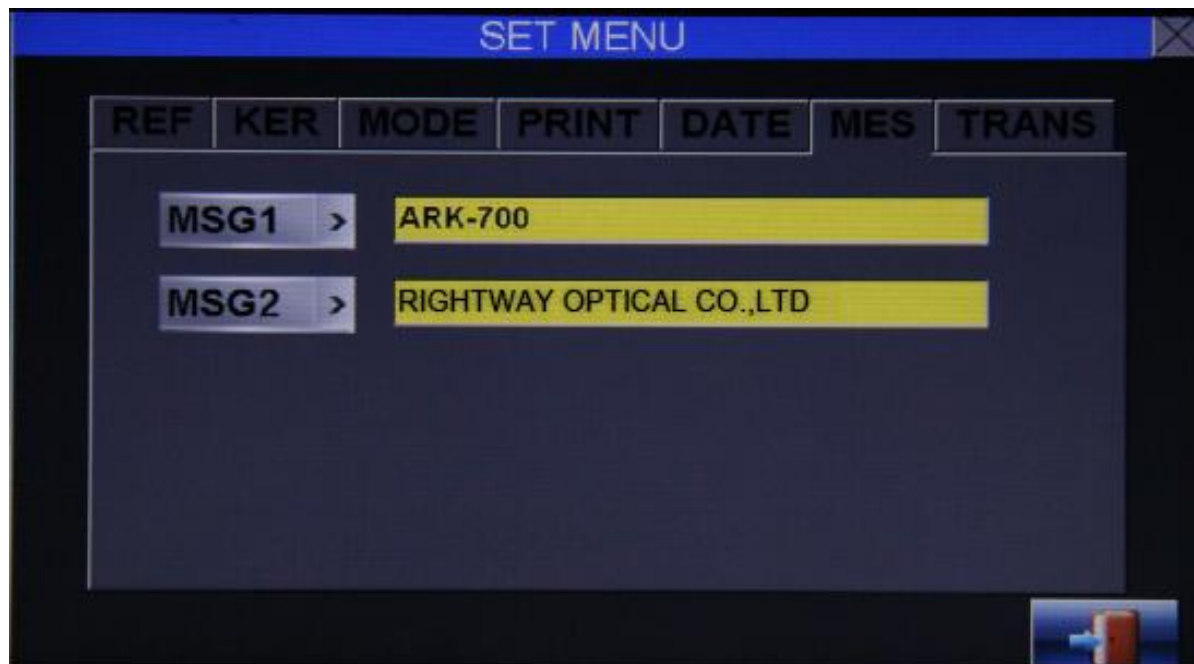 SET MENU
REF KER MODE PRINT DATE MES TRANS
MSG1 > ARK-700
MSG2 > RIGHTWAY OPTICAL CO.,LTD